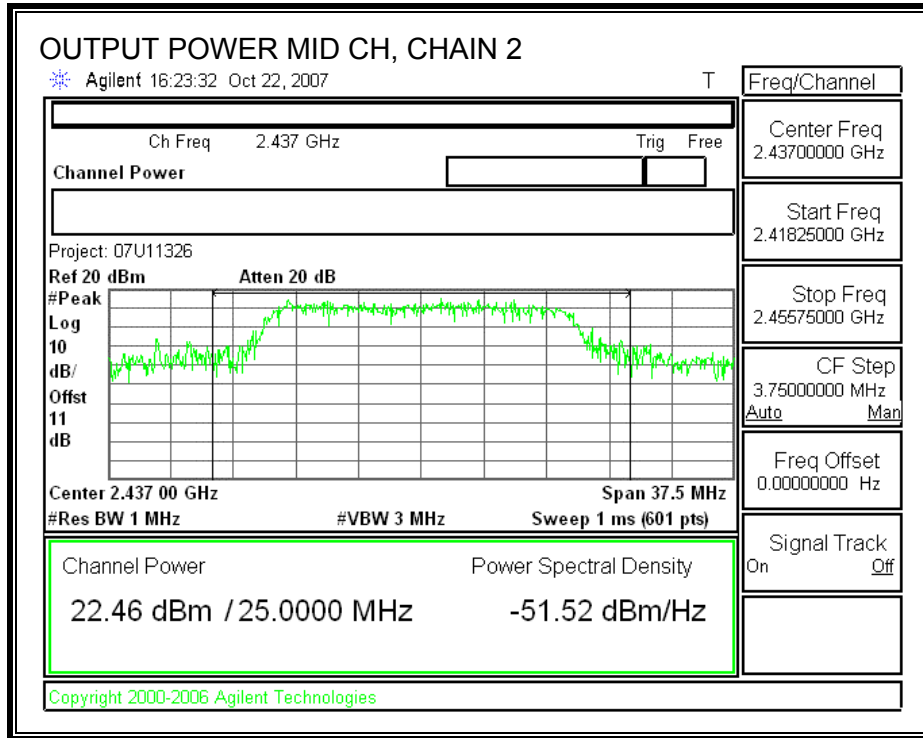 OUTPUT POWER MID CH, CHAIN 2
Agilent 16:23:32 Oct 22, 2007 T
Freq/Channel
Ch Freq 2.437 GHz Trig Free
Channel Power
Center Freq
2.43700000 GHz
Start Freq
2.41825000 GHz
Project: 07U11326
Ref 20 dBm Atten 20 dB
#Peak
Log
10
dB/
Offst
11
dB
Stop Freq
2.45575000 GHz
CF Step
3.75000000 MHz
Auto Man
Freq Offset
0.00000000 Hz
Center 2.437 00 GHz Span 37.5 MHz
#Res BW 1 MHz #VBW 3 MHz Sweep 1 ms (601 pts)
Signal Track
On Off
Channel Power Power Spectral Density
22.46 dBm / 25.0000 MHz -51.52 dBm/Hz
Copyright 2000-2006 Agilent Technologies